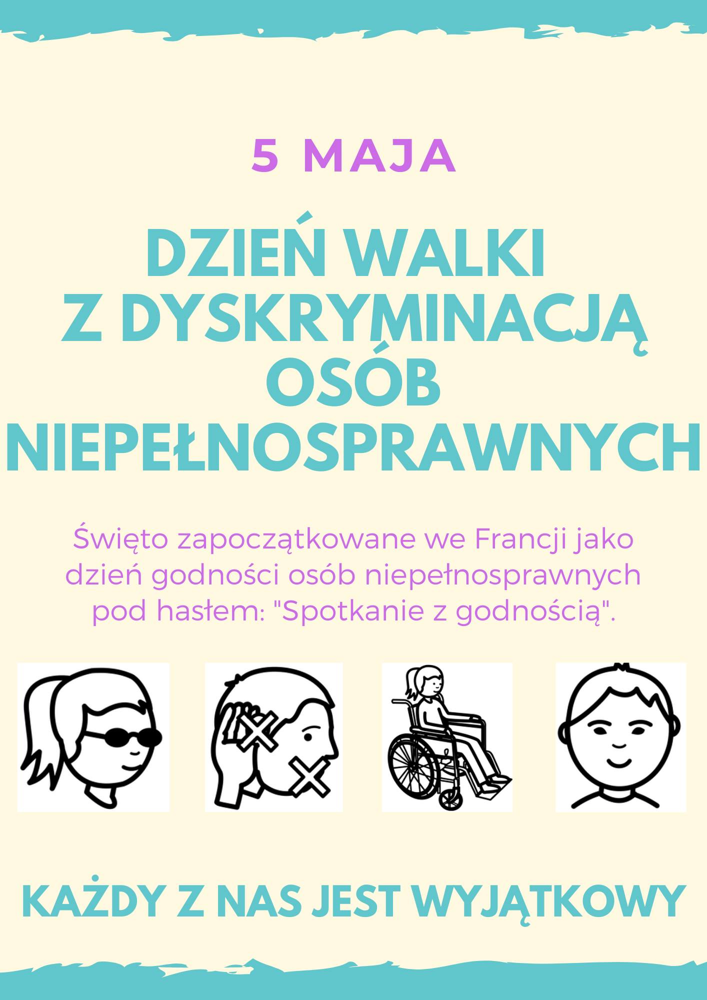 5 MAJA
DZIEŃ WALKI
Z DYSKRYMINACJĄ
OSÓB
NIEPEŁNOSPRAWNYCH
Święto zapoczątkowane we Francji jako
dzień godności osób niepełnosprawnych
pod hasłem: "Spotkanie z godnością".
KAŻDY Z NAS JEST WYJĄTKOWY